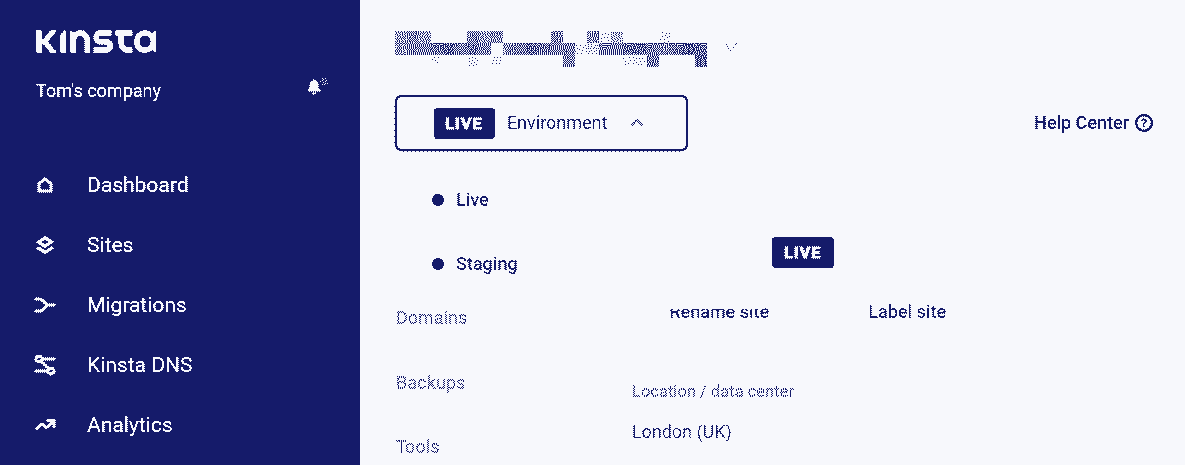 Kinsta
Tom's company
Dashboard
Sites
Migrations
Kinsta DNS
Analytics
LIVE Environment
Help Center
Live
Staging
LIVE
Domains
Rename site
Label site
Backups
Location / data center
London (UK)
Tools